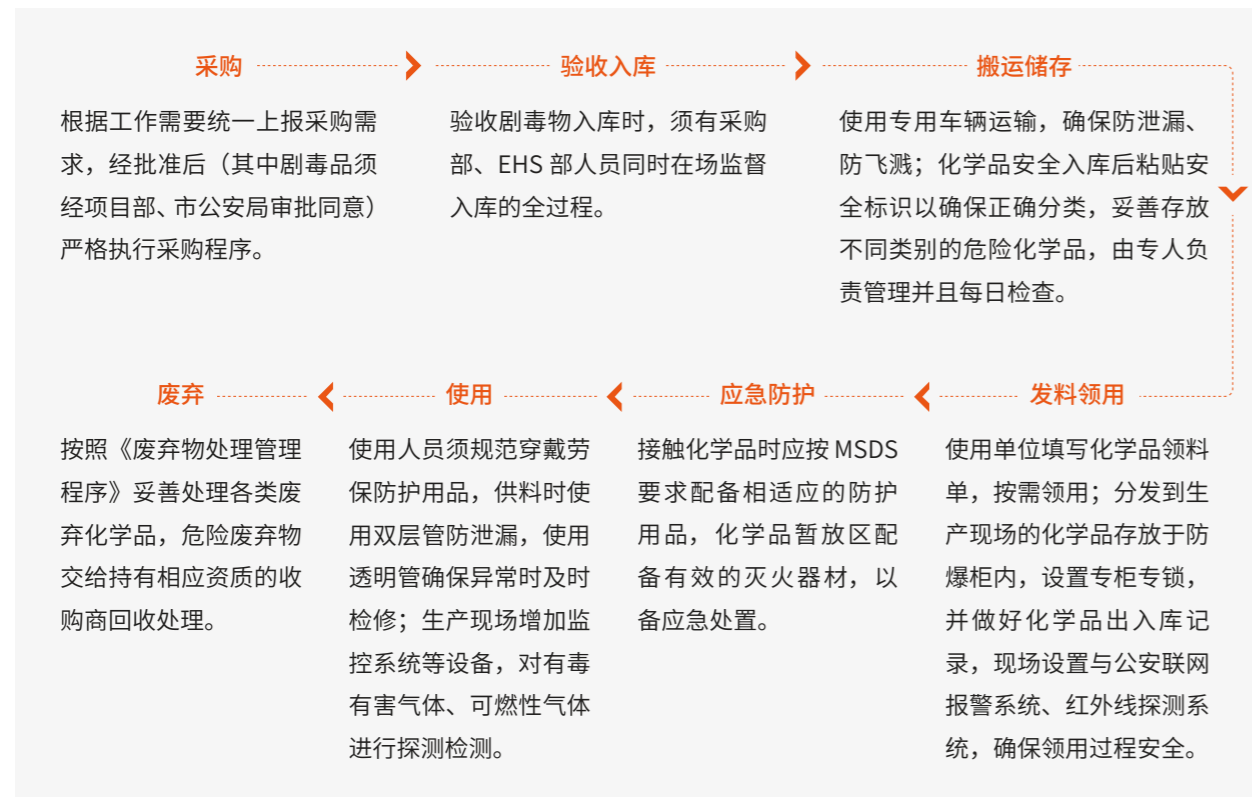 采购
根据工作需要统一上报采购需
求，经批准后（其中剧毒品须
经项目部、市公安局审批同意）
严格执行采购程序。
验收入库
验收剧毒物入库时，须有采购
部、EHS 部人员同时在场监督
入库的全过程。
搬运储存
使用专用车辆运输，确保防泄漏、
防飞溅；化学品安全入库后粘贴安
全标识以确保正确分类，妥善存放
不同类别的危险化学品，由专人负
责管理并且每日检查。
发料领用
使用单位填写化学品领料
单，按需领用；分发到生
产现场的化学品存放于防
爆柜内，设置专柜专锁，
并做好化学品出入库记
录，现场设置与公安联网
报警系统、红外线探测系
统，确保领用过程安全。
应急防护
接触化学品时应按 MSDS
要求配备相适应的防护
用品，化学品暂放区配
备有效的灭火器材，以
备应急处置。
使用
使用人员须规范穿戴劳
保防护用品，供料时使
用双层管防泄漏，使用
透明管确保异常时及时
检修；生产现场增加监
控系统等设备，对有毒
有害气体、可燃性气体
进行探测检测。
废弃
按照《废弃物处理管理
程序》妥善处理各类废
弃化学品，危险废弃物
交给持有相应资质的收
购商回收处理。